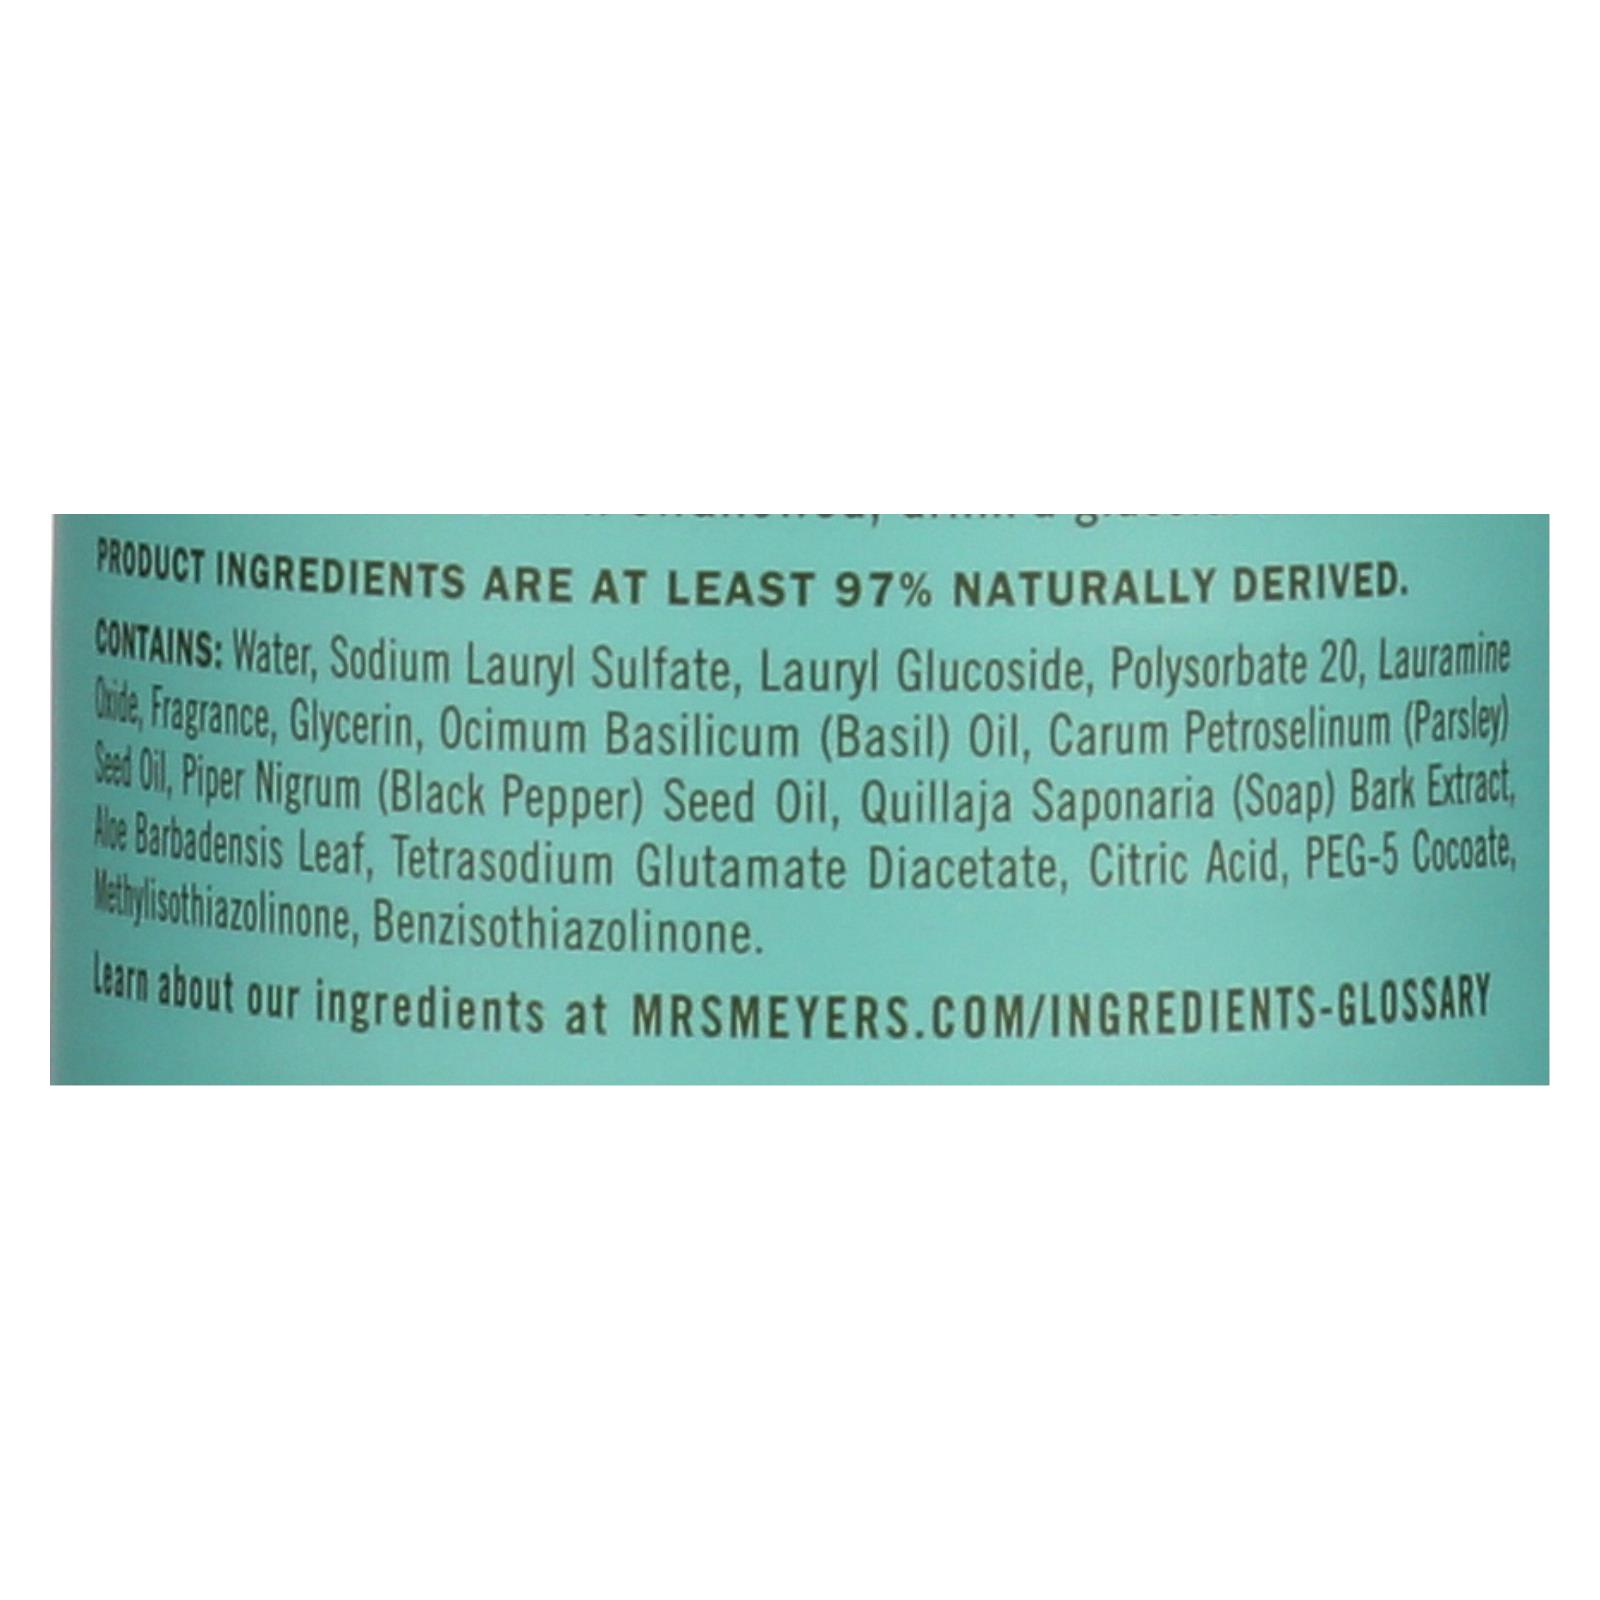 PRODUCT INGREDIENTS ARE AT LEAST 97% NATURALLY DERIVED.
CONTAINS: Water, Sodium Lauryl Sulfate, Lauryl Glucoside, Polysorbate 20, Lauramine
Oxide, Fragrance, Glycerin, Ocimum Basilicum (Basil) Oil, Carum Petroselinum (Parsley)
Seed Oil, Piper Nigrum (Black Pepper) Seed Oil, Quillaja Saponaria (Soap) Bark Extract,
Aloe Barbadensis Leaf, Tetrasodium Glutamate Diacetate, Citric Acid, PEG-5 Cocoate,
Methylisothiazolinone, Benzisothiazolinone.
Learn about our ingredients at MRSMEYERS.COM/INGREDIENTS-GLOSSARY